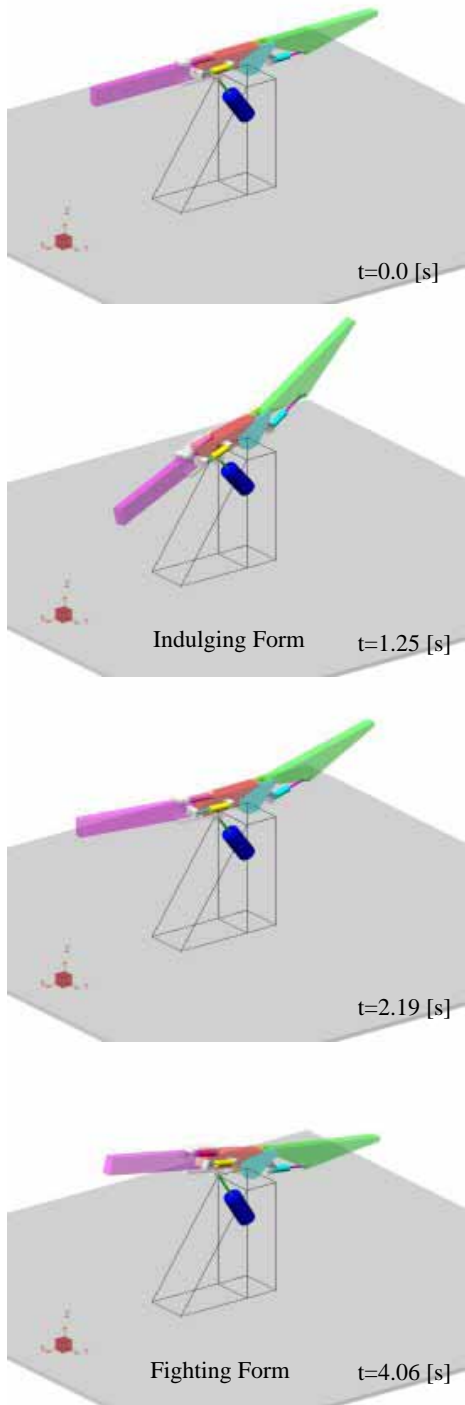 t=0.0 [s]
Indulging Form t=1.25 [s]
t=2.19 [s]
Fighting Form t=4.06 [s]